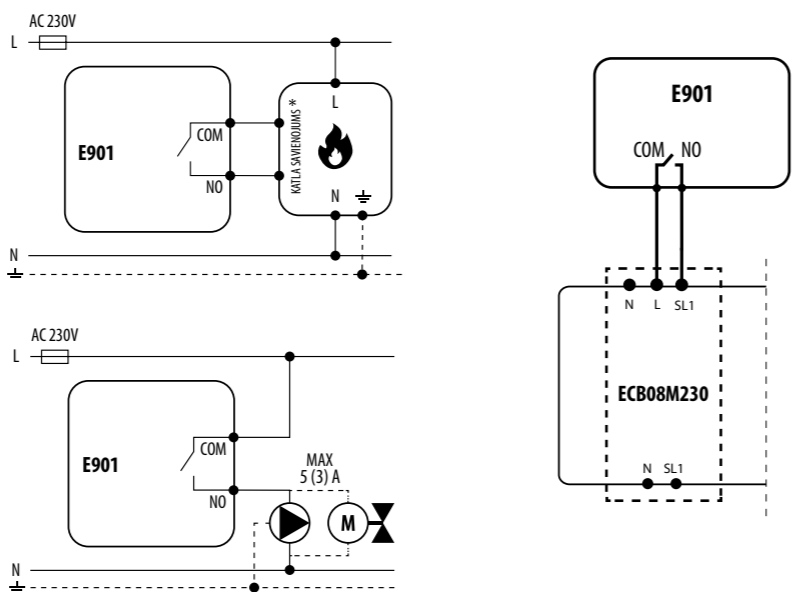 AC 230V
L
E901
COM
NO
KATLA SAVIENOJUMS *
L
N
N
AC 230V
L
E901
COM
NO
MAX
5 (3) A
M
N
E901
COM NO
N L SL1
ECB08M230
N SL1